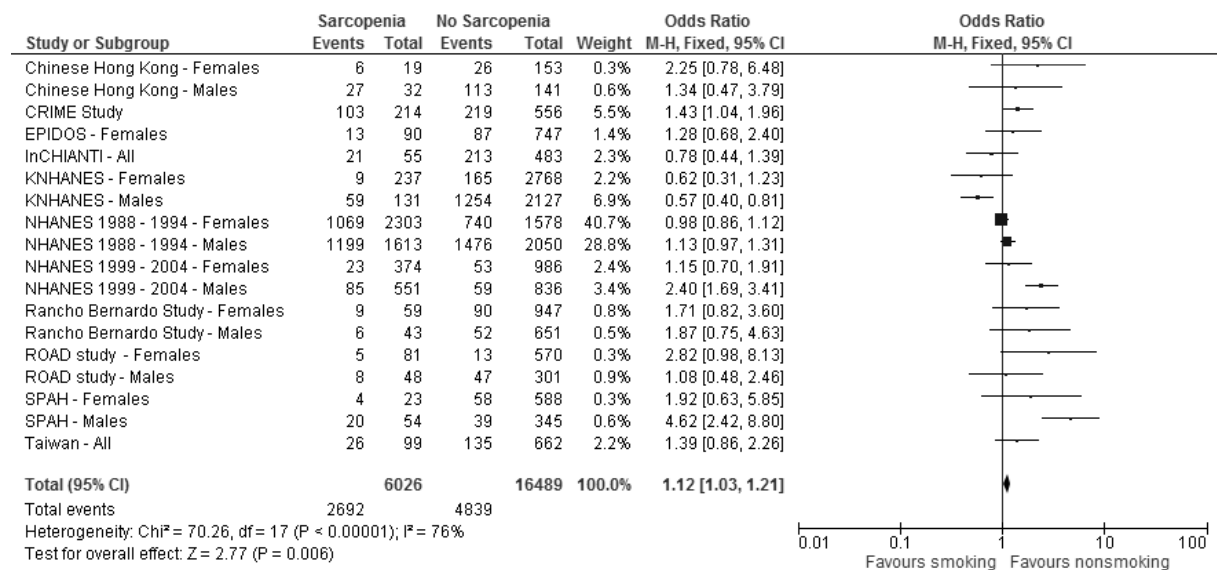 Sarcopenia No Sarcopenia Odds Ratio Odds Ratio
Study or Subgroup Events Total Events Total Weight M-H, Fixed, 95% CI M-H, Fixed, 95% CI
Chinese Hong Kong - Females 6 19 26 153 0.3% 2.25 [0.78, 6.48]
Chinese Hong Kong - Males 27 32 113 141 0.6% 1.34 [0.47, 3.79]
CRIME Study 103 214 219 556 5.5% 1.43 [1.04, 1.96]
EPIDOS - Females 13 90 87 747 1.4% 1.28 [0.68, 2.40]
InCHIANTI - All 21 55 213 483 2.3% 0.78 [0.44, 1.39]
KNHANES - Females 9 237 165 2768 2.2% 0.62 [0.31, 1.23]
KNHANES - Males 59 131 1254 2127 6.9% 0.57 [0.40, 0.81]
NHANES 1988 - 1994 - Females 1069 2303 740 1578 40.7% 0.98 [0.86, 1.12]
NHANES 1988 - 1994 - Males 1199 1613 1476 2050 28.8% 1.13 [0.97, 1.31]
NHANES 1999 - 2004 - Females 23 374 53 986 2.4% 1.15 [0.70, 1.91]
NHANES 1999 - 2004 - Males 85 551 59 836 3.4% 2.40 [1.69, 3.41]
Rancho Bernardo Study - Females 9 59 90 947 0.8% 1.71 [0.82, 3.60]
Rancho Bernardo Study - Males 6 43 52 651 0.5% 1.87 [0.75, 4.63]
ROAD study - Females 5 81 13 570 0.3% 2.82 [0.98, 8.13]
ROAD study - Males 8 48 47 301 0.9% 1.08 [0.48, 2.46]
SPAH - Females 4 23 58 588 0.3% 1.92 [0.63, 5.85]
SPAH - Males 20 54 39 345 0.6% 4.62 [2.42, 8.80]
Taiwan - All 26 99 135 662 2.2% 1.39 [0.86, 2.26]
Total (95% CI) 6026 16489 100.0% 1.12 [1.03, 1.21]
Total events 2692 4839
Heterogeneity: Chi² = 70.26, df = 17 (P < 0.00001); I² = 76%
Test for overall effect: Z = 2.77 (P = 0.006)
0.01 0.1 1 10 100
Favours smoking Favours nonsmoking